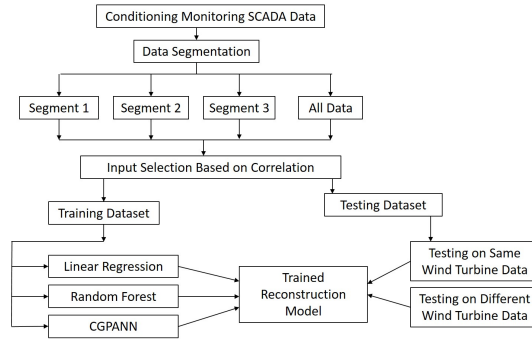 Conditioning Monitoring SCADA Data
Data Segmentation
Segment 1
Segment 2
Segment 3
All Data
Input Selection Based on Correlation
Training Dataset
Testing Dataset
Linear Regression
Random Forest
CGPANN
Trained
Reconstruction
Model
Testing on Same
Wind Turbine Data
Testing on Different
Wind Turbine Data